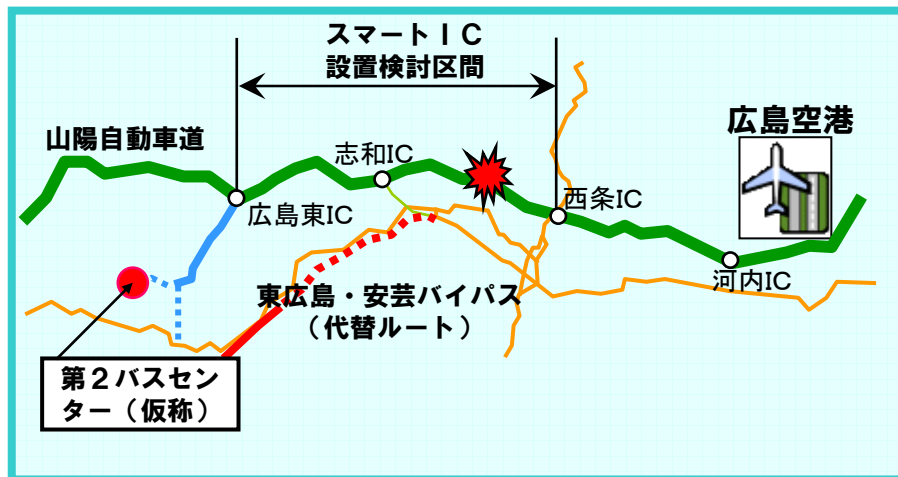 スマートＩＣ
設置検討区間
山陽自動車道
志和IC
広島空港
広島東IC
西条IC
河内IC
東広島・安芸バイパス
（代替ルート）
第２バスセン
ター（仮称）